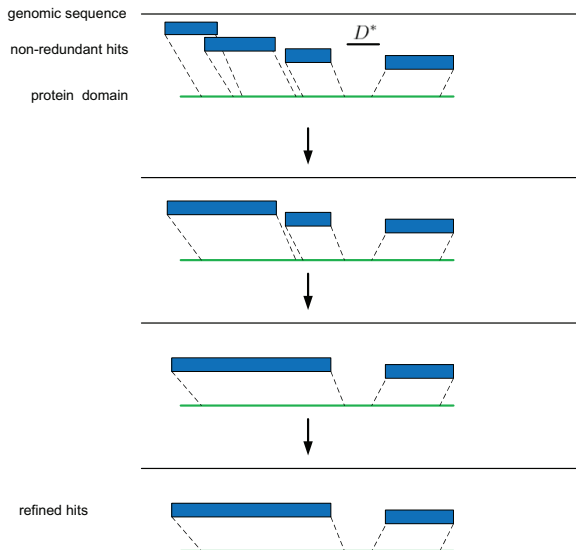 genomic sequence
non-redundant hits
D*
protein domain
refined hits